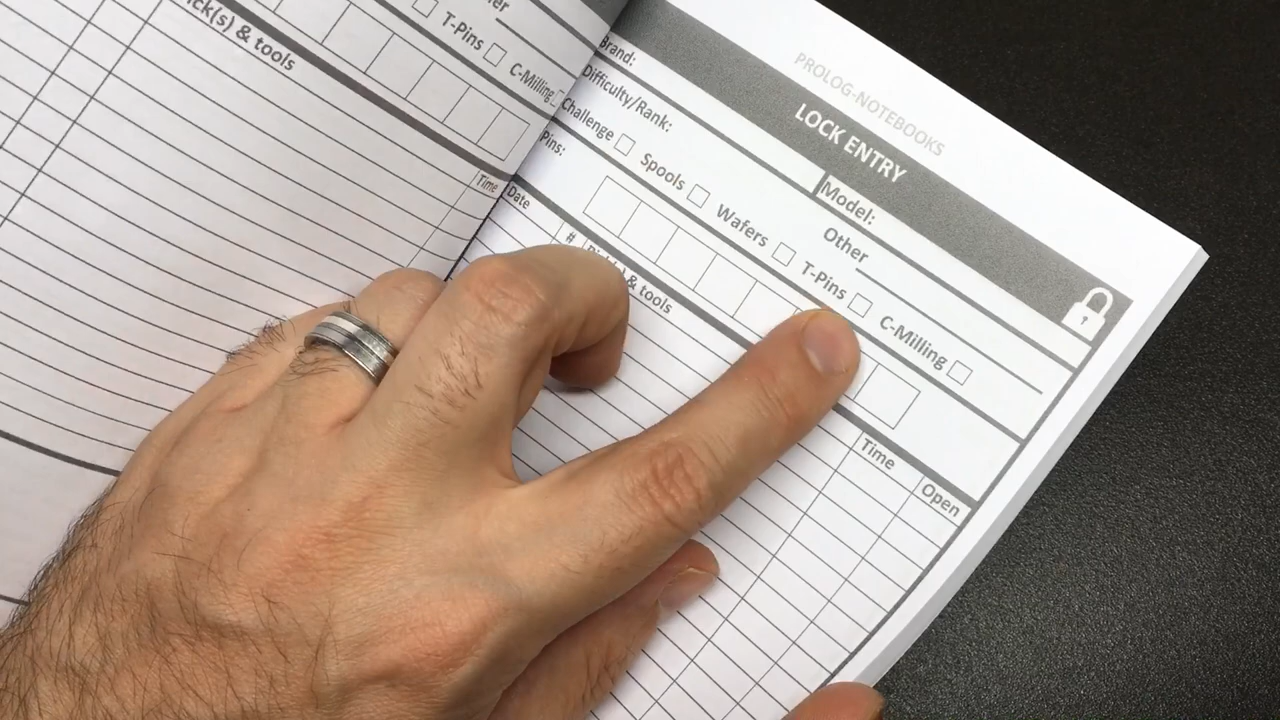 T-Pins
C-Milling
& tools
Time
PROLOG-NOTEBOOKS
LOCK ENTRY
Brand:
Model:
Difficulty/Rank:
Other
Challenge Spools Wafers T-Pins C-Milling
Pins:
Date # & tools Time Open